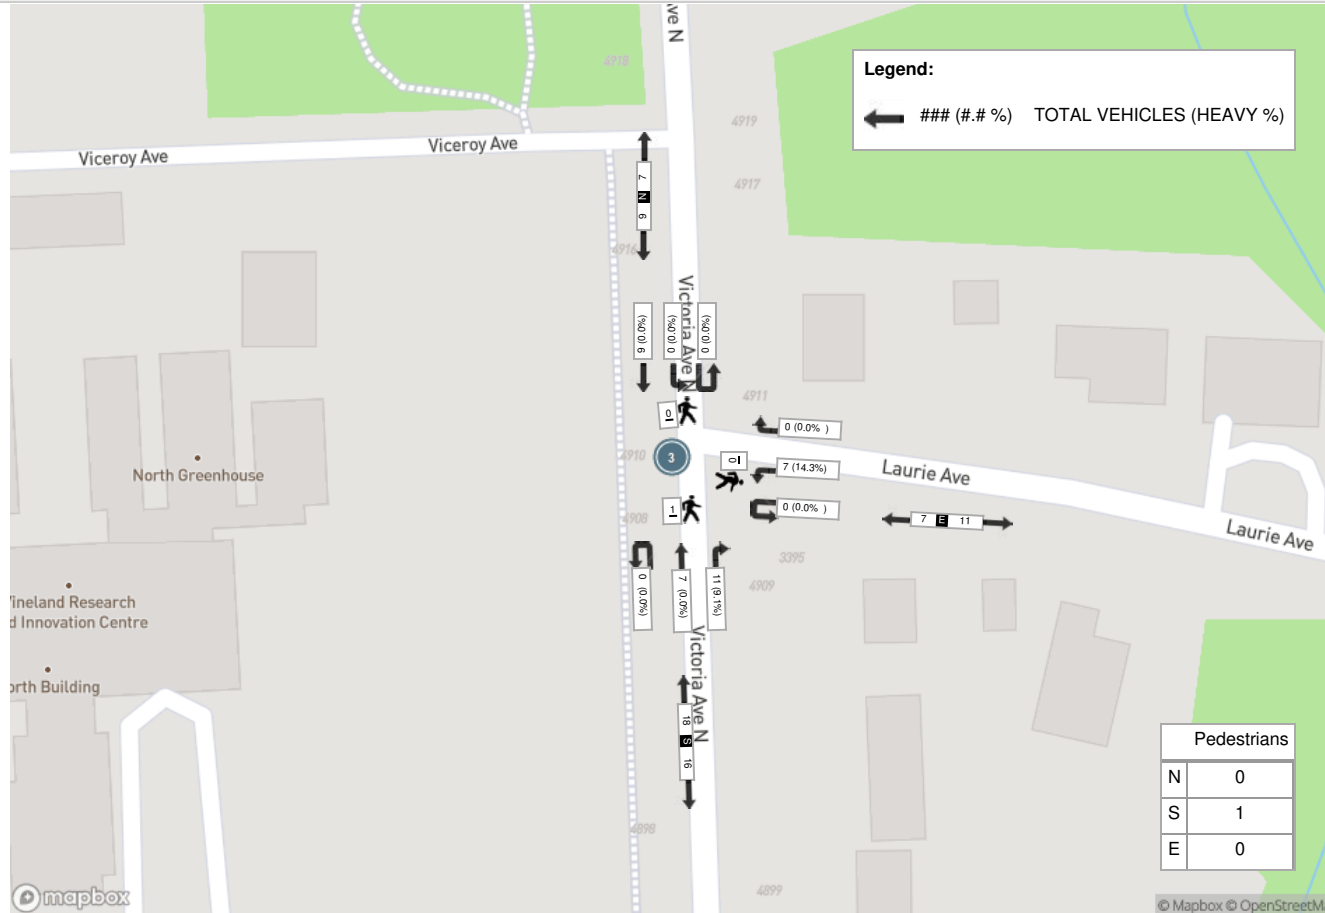 ve N
4918
Legend:
### (#.# %) TOTAL VEHICLES (HEAVY %)
4919
Viceroy Ave
Viceroy Ave
4917
7 N 9
4916
Victoria Ave N
9 (0.0%)
0 (0.0%)
0 (0.0%)
4911
0
0 (0.0% )
3
4910
0
7 (14.3%)
Laurie Ave
North Greenhouse
0 (0.0% )
1
4908
7 E 11
Laurie Ave
3395
4909
0 (0.0%)
7 (0.0%)
11 (9.1%)
ineland Research
d Innovation Centre
Victoria Ave N
orth Building
18 S 16
Pedestrians
N 0
S 1
E 0
4898
4899
mapbox
© Mapbox © OpenStreetM